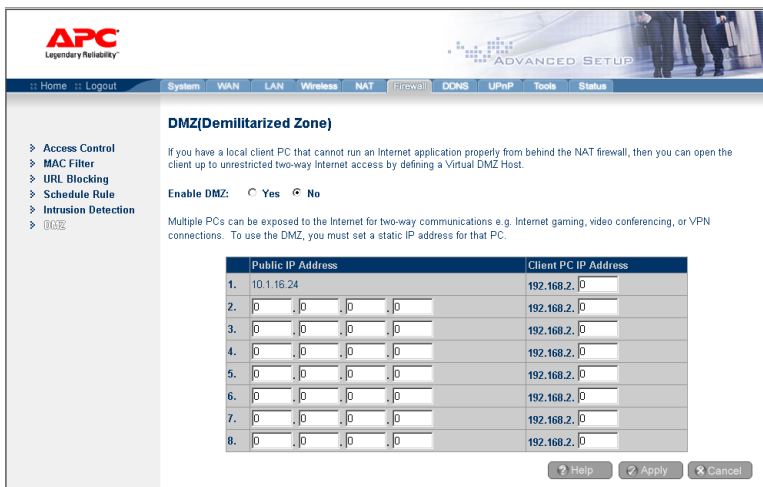 APC
Legendary Reliability™
ADVANCED SETUP
:: Home :: Logout
System WAN LAN Wireless NAT Firewall DDNS UPnP Tools Status
Access Control
MAC Filter
URL Blocking
Schedule Rule
Intrusion Detection
DMZ
DMZ(Demilitarized Zone)
If you have a local client PC that cannot run an Internet application properly from behind the NAT firewall, then you can open the
client up to unrestricted two-way Internet access by defining a Virtual DMZ Host.
Enable DMZ: Yes No
Multiple PCs can be exposed to the Internet for two-way communications e.g. Internet gaming, video conferencing, or VPN
connections. To use the DMZ, you must set a static IP address for that PC.
Public IP Address Client PC IP Address
1. 10.1.16.24 192.168.2. 0
2. 0 . 0 . 0 . 0 192.168.2. 0
3. 0 . 0 . 0 . 0 192.168.2. 0
4. 0 . 0 . 0 . 0 192.168.2. 0
5. 0 . 0 . 0 . 0 192.168.2. 0
6. 0 . 0 . 0 . 0 192.168.2. 0
7. 0 . 0 . 0 . 0 192.168.2. 0
8. 0 . 0 . 0 . 0 192.168.2. 0
Help Apply Cancel